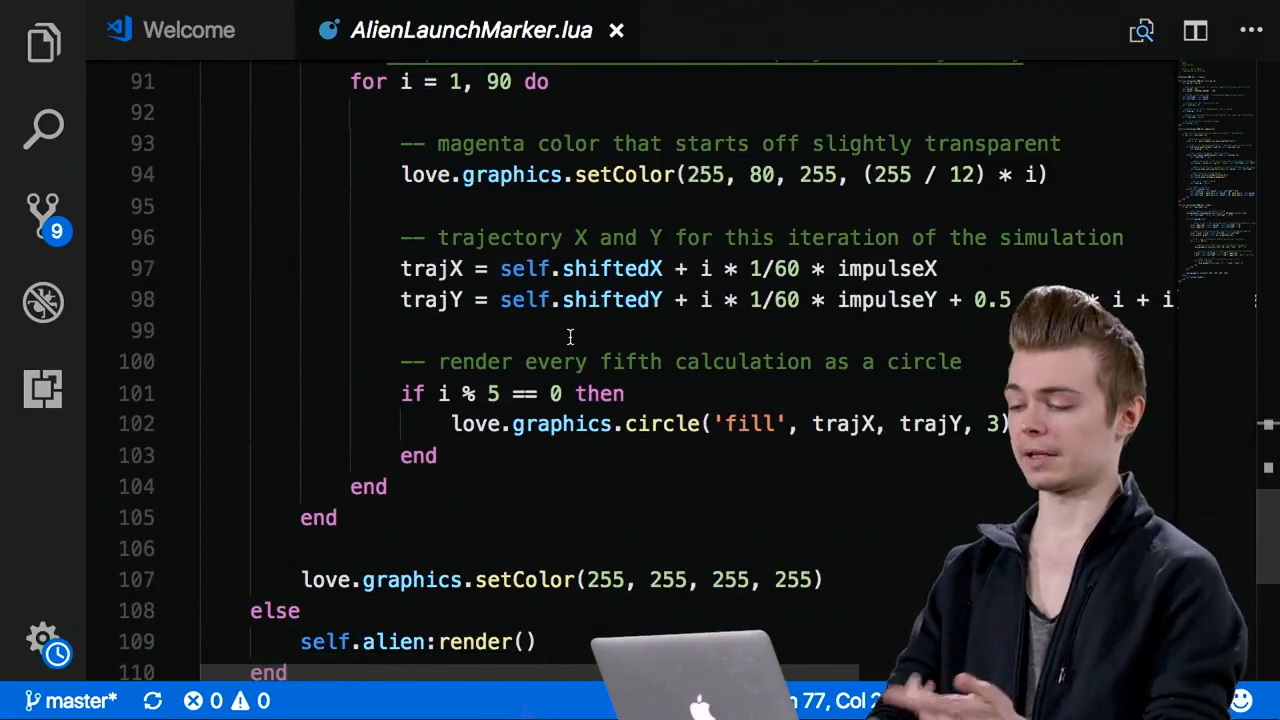 Welcome
AlienLaunchMarker.lua
91 for i = 1, 90 do
92
93 -- magenta color that starts off slightly transparent
94 love.graphics.setColor(255, 80, 255, (255 / 12) * i)
95
96 -- trajectory X and Y for this iteration of the simulation
97 trajX = self.shiftedX + i * 1/60 * impulseX
98 trajY = self.shiftedY + i * 1/60 * impulseY + 0.5 * i + i
99
100 -- render every fifth calculation as a circle
101 if i % 5 == 0 then
102 love.graphics.circle('fill', trajX, trajY, 3)
103 end
104 end
105 end
106
107 love.graphics.setColor(255, 255, 255, 255)
108 else
109 self.alien:render()
110 end
9
master* 0 0 Ln 77, Col 2